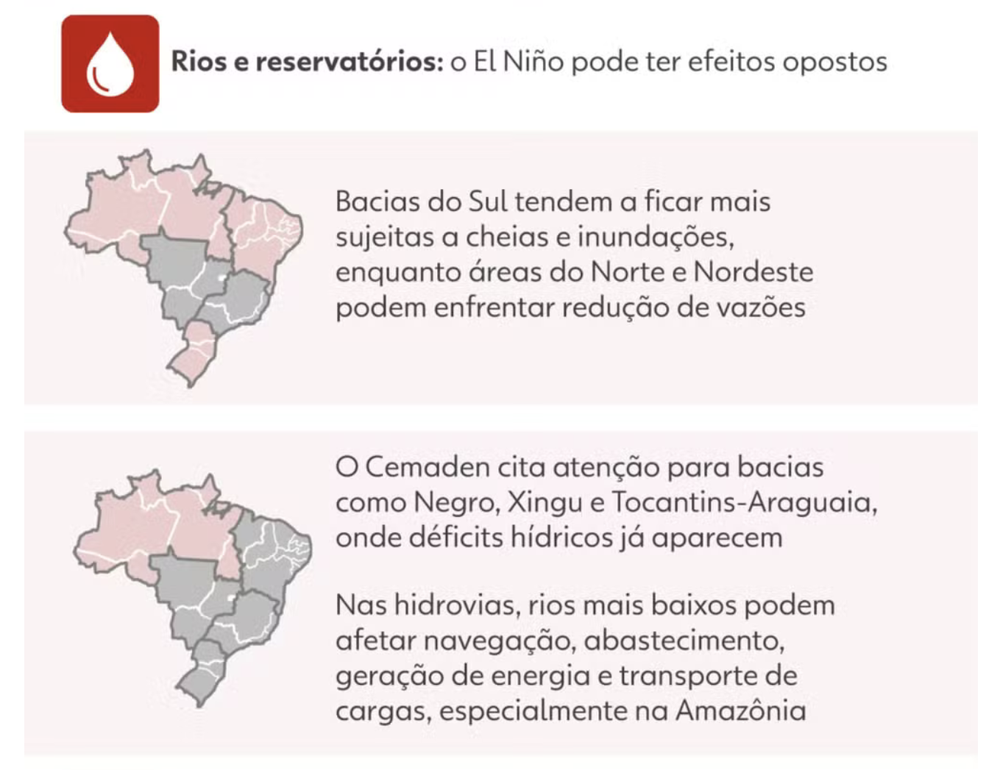 Rios e reservatórios: o El Niño pode ter efeitos opostos
Bacias do Sul tendem a ficar mais
sujeitas a cheias e inundações,
enquanto áreas do Norte e Nordeste
podem enfrentar redução de vazões
O Cemaden cita atenção para bacias
como Negro, Xingu e Tocantins-Araguaia,
onde déficits hídricos já aparecem
Nas hidrovias, rios mais baixos podem
afetar navegação, abastecimento,
geração de energia e transporte de
cargas, especialmente na Amazônia